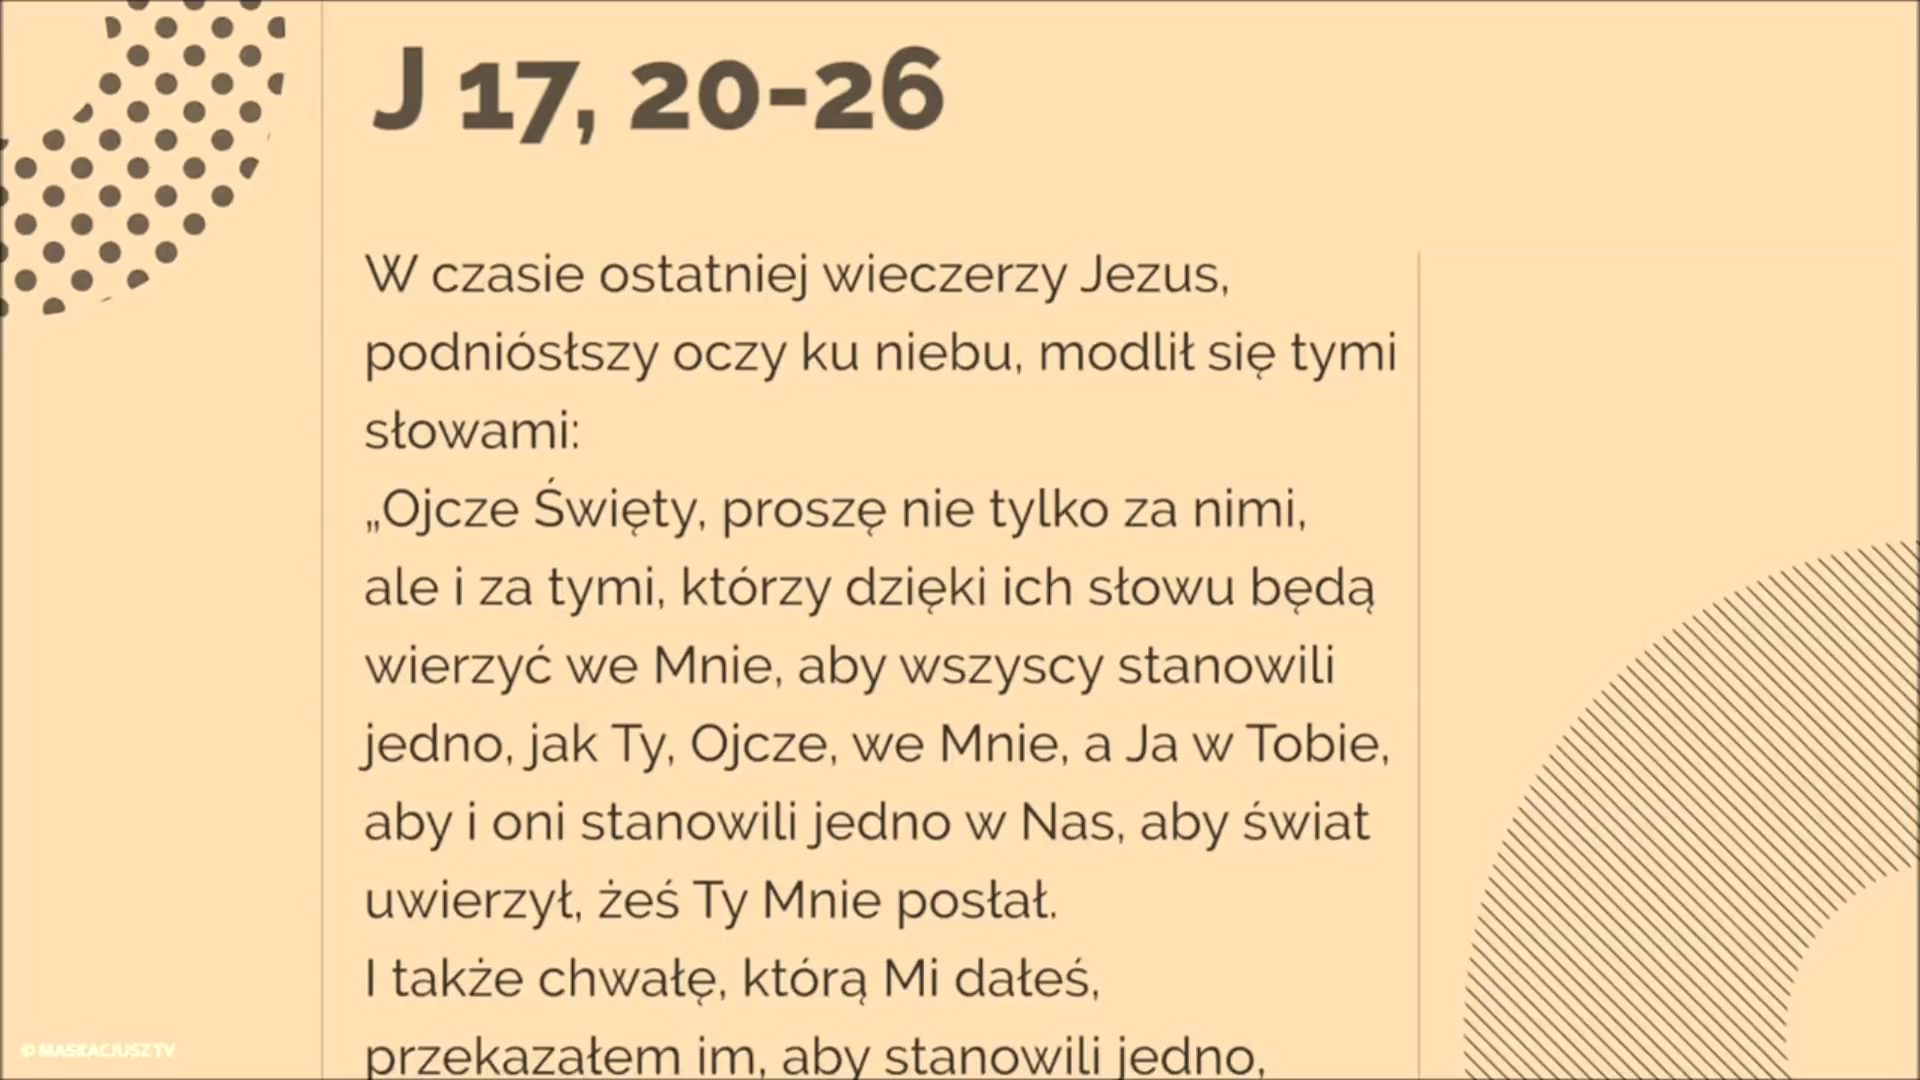 J 17, 20-26
W czasie ostatniej wieczerzy Jezus,
podniósłszy oczy ku niebu, modlił się tymi
słowami:
„Ojcze Święty, proszę nie tylko za nimi,
ale i za tymi, którzy dzięki ich słowu będą
wierzyć we Mnie, aby wszyscy stanowili
jedno, jak Ty, Ojcze, we Mnie, a Ja w Tobie,
aby i oni stanowili jedno w Nas, aby świat
uwierzył, żeś Ty Mnie posłał.
I także chwałę, którą Mi dałeś,
przekazałem im, aby stanowili jedno,
© MASKACJUSZ TV